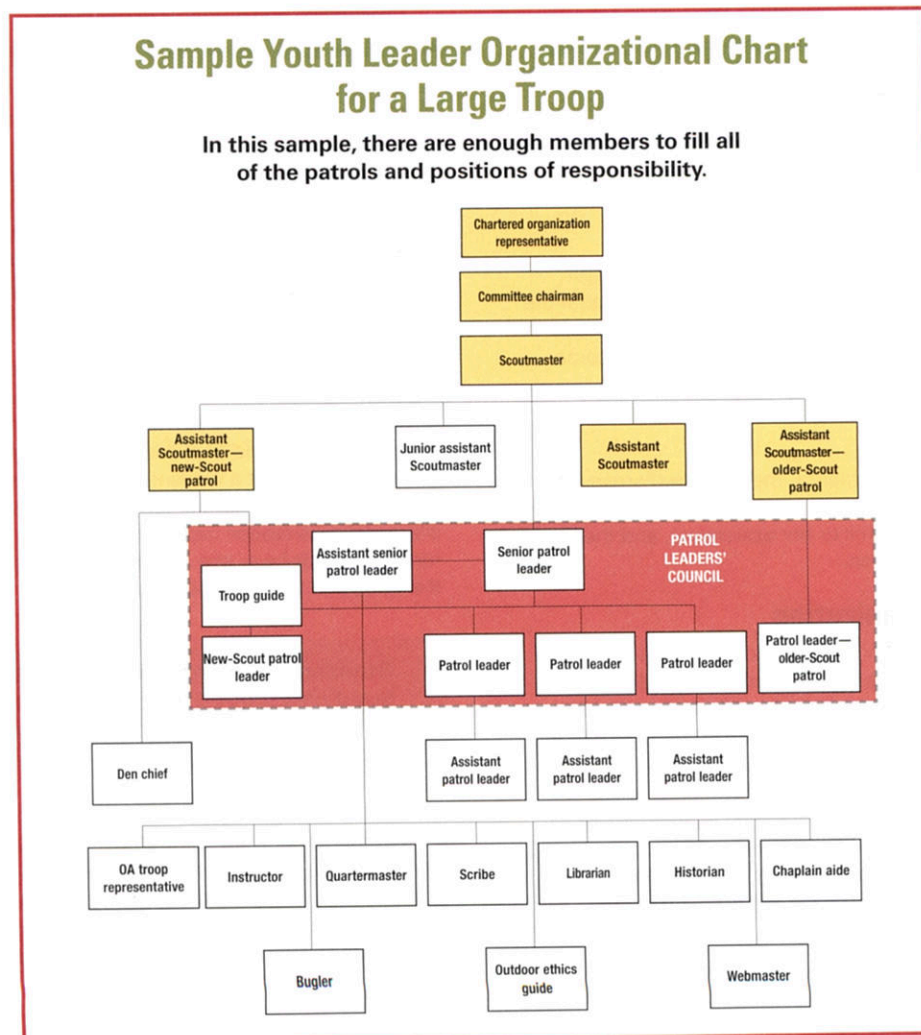 Sample Youth Leader Organizational Chart
for a Large Troop
In this sample, there are enough members to fill all
of the patrols and positions of responsibility.
Chartered organization
representative
Committee chairman
Scoutmaster
Assistant
Scoutmaster—
new-Scout
patrol
Junior assistant
Scoutmaster
Assistant
Scoutmaster
Assistant
Scoutmaster—
older-Scout
patrol
Assistant senior
patrol leader
Senior patrol
leader
PATROL
LEADERS'
COUNCIL
Troop guide
New-Scout patrol
leader
Patrol leader
Patrol leader
Patrol leader
Patrol leader—
older-Scout
patrol
Den chief
Assistant
patrol leader
Assistant
patrol leader
Assistant
patrol leader
OA troop
representative
Instructor
Quartermaster
Scribe
Librarian
Historian
Chaplain aide
Bugler
Outdoor ethics
guide
Webmaster